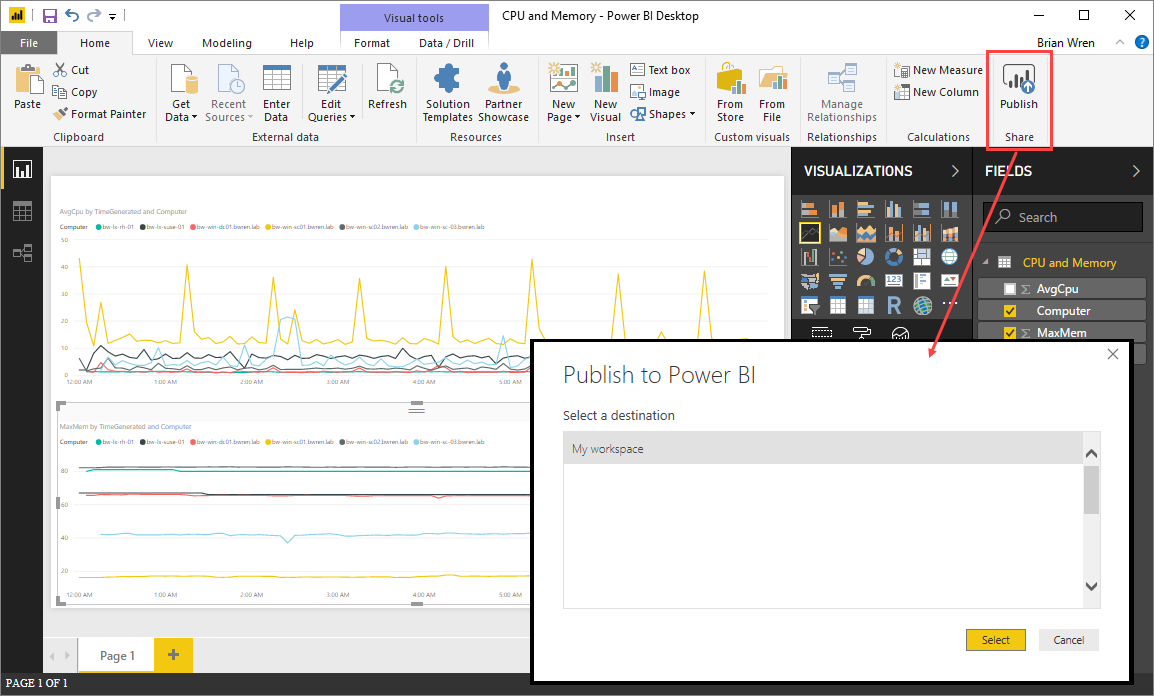 Visual tools
CPU and Memory - Power BI Desktop
File
Home
View
Modeling
Help
Format
Data / Drill
Brian Wren
?
Paste
Cut
Copy
Format Painter
Clipboard
Get
Data
Recent
Sources
Enter
Data
Edit
Queries
External data
Refresh
Solution
Templates
Partner
Showcase
Resources
New
Page
New
Visual
Text box
Image
Shapes
Insert
From
Store
From
File
Custom visuals
Manage
Relationships
Relationships
New Measure
New Column
Calculations
Publish
Share
AvgCpu by TimeGenerated and Computer
Computer bw-lx-rh-01 bw-lx-suse-01 bw-win-dc01.bwren.lab bw-win-sc01.bwren.lab bw-win-sc02.bwren.lab bw-win-sc-03.bwren.lab
50
40
30
20
10
0
12:00 AM 1:00 AM 2:00 AM 3:00 AM 4:00 AM 5:00 AM
MaxMem by TimeGenerated and Computer
Computer bw-lx-rh-01 bw-lx-suse-01 bw-win-dc01.bwren.lab bw-win-sc01.bwren.lab bw-win-sc02.bwren.lab bw-win-sc-03.bwren.lab
80
60
40
20
12:00 AM 1:00 AM 2:00 AM 3:00 AM 4:00 AM 5:00 AM
VISUALIZATIONS
123
R
FIELDS
Search
CPU and Memory
Σ AvgCpu
Computer
Σ MaxMem
Publish to Power BI
Select a destination
My workspace
Select
Cancel
Page 1
+
PAGE 1 OF 1